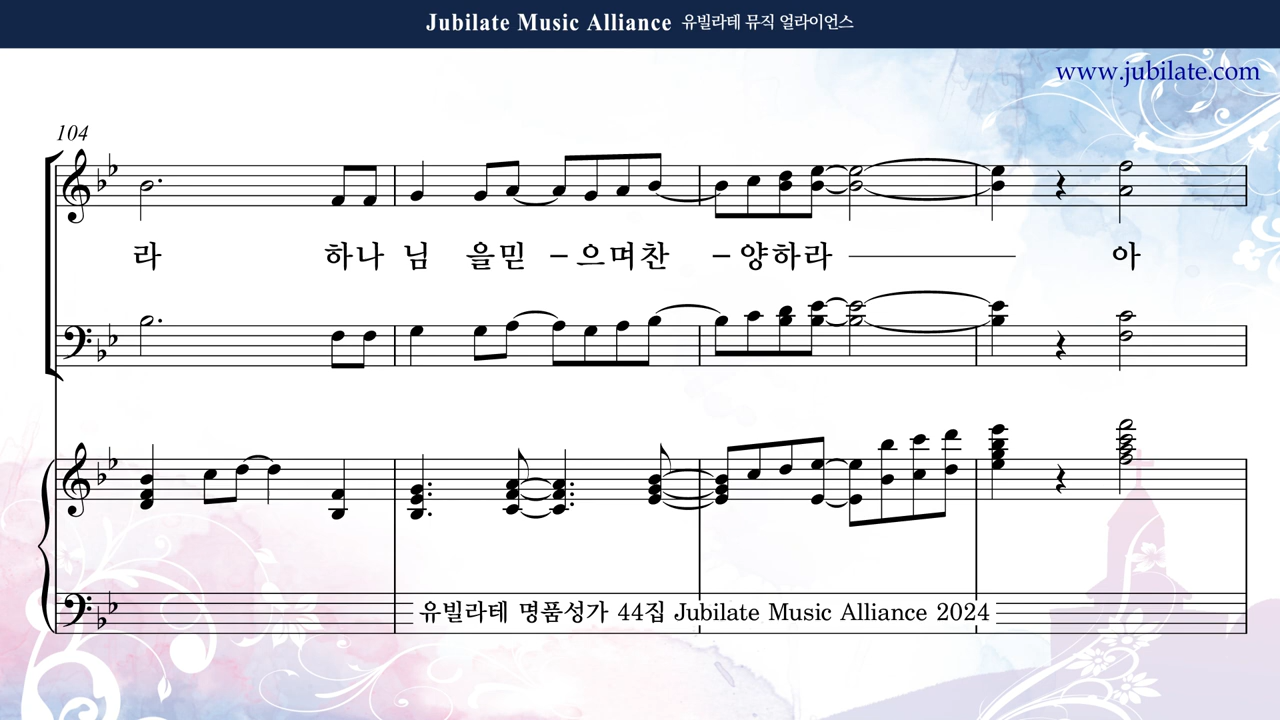 Jubilate Music Alliance 유빌라테 뮤직 얼라이언스
www.jubilate.com
104
라 하나 님 을믿 –으며찬 –양하라 아
유빌라테 명품성가 44집 Jubilate Music Alliance 2024